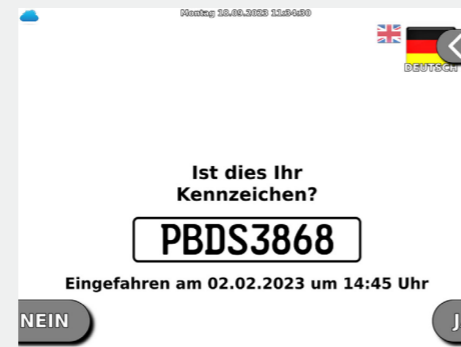 Montag 18.09.2023 11:34:30
DEUTSCH
Ist dies Ihr
Kennzeichen?
PBDS3868
Eingefahren am 02.02.2023 um 14:45 Uhr
NEIN
J